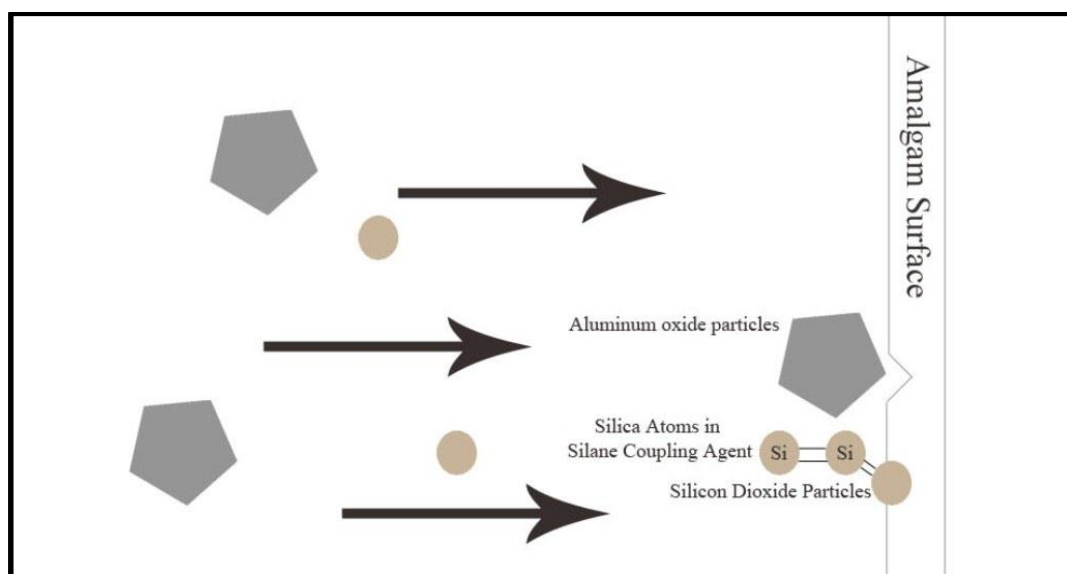 Amalgam Surface
Aluminum oxide particles
Silica Atoms in
Silane Coupling Agent
Si
Si
Silicon Dioxide Particles